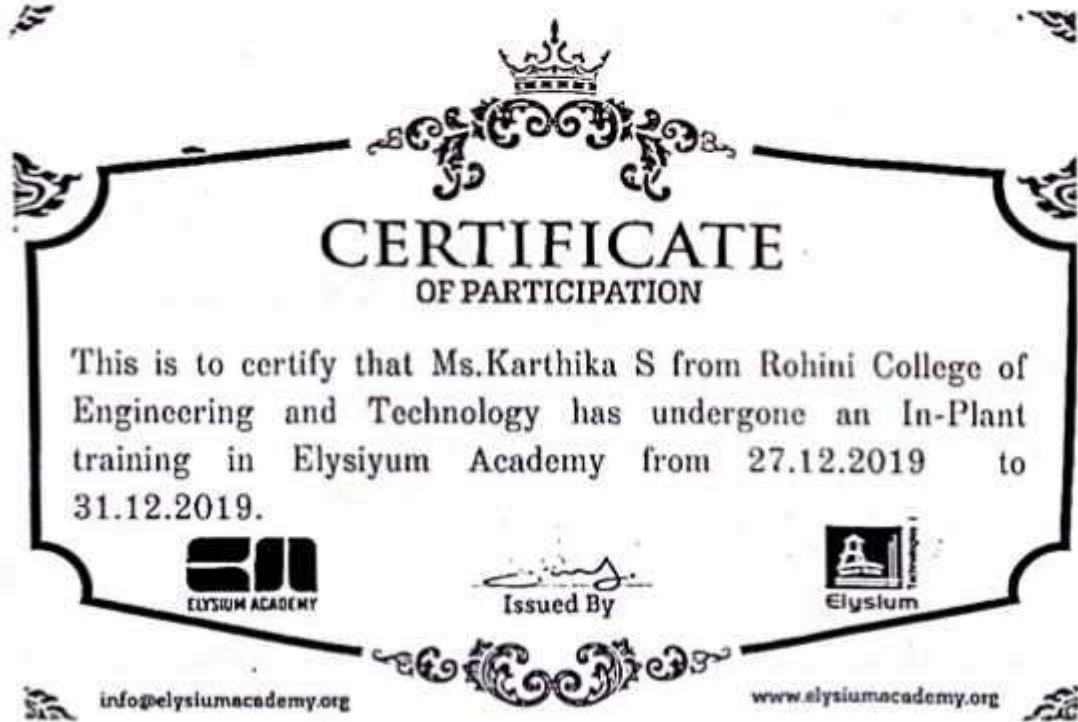 CERTIFICATE
OF PARTICIPATION
This is to certify that Ms.Karthika S from Rohini College of
Engineering and Technology has undergone an In-Plant
training in Elysiyum Academy from 27.12.2019 to
31.12.2019.
ELYSIUM ACADEMY
Issued By
Elysium
Technologies
info@elysiumacademy.org
www.elysiumacademy.org